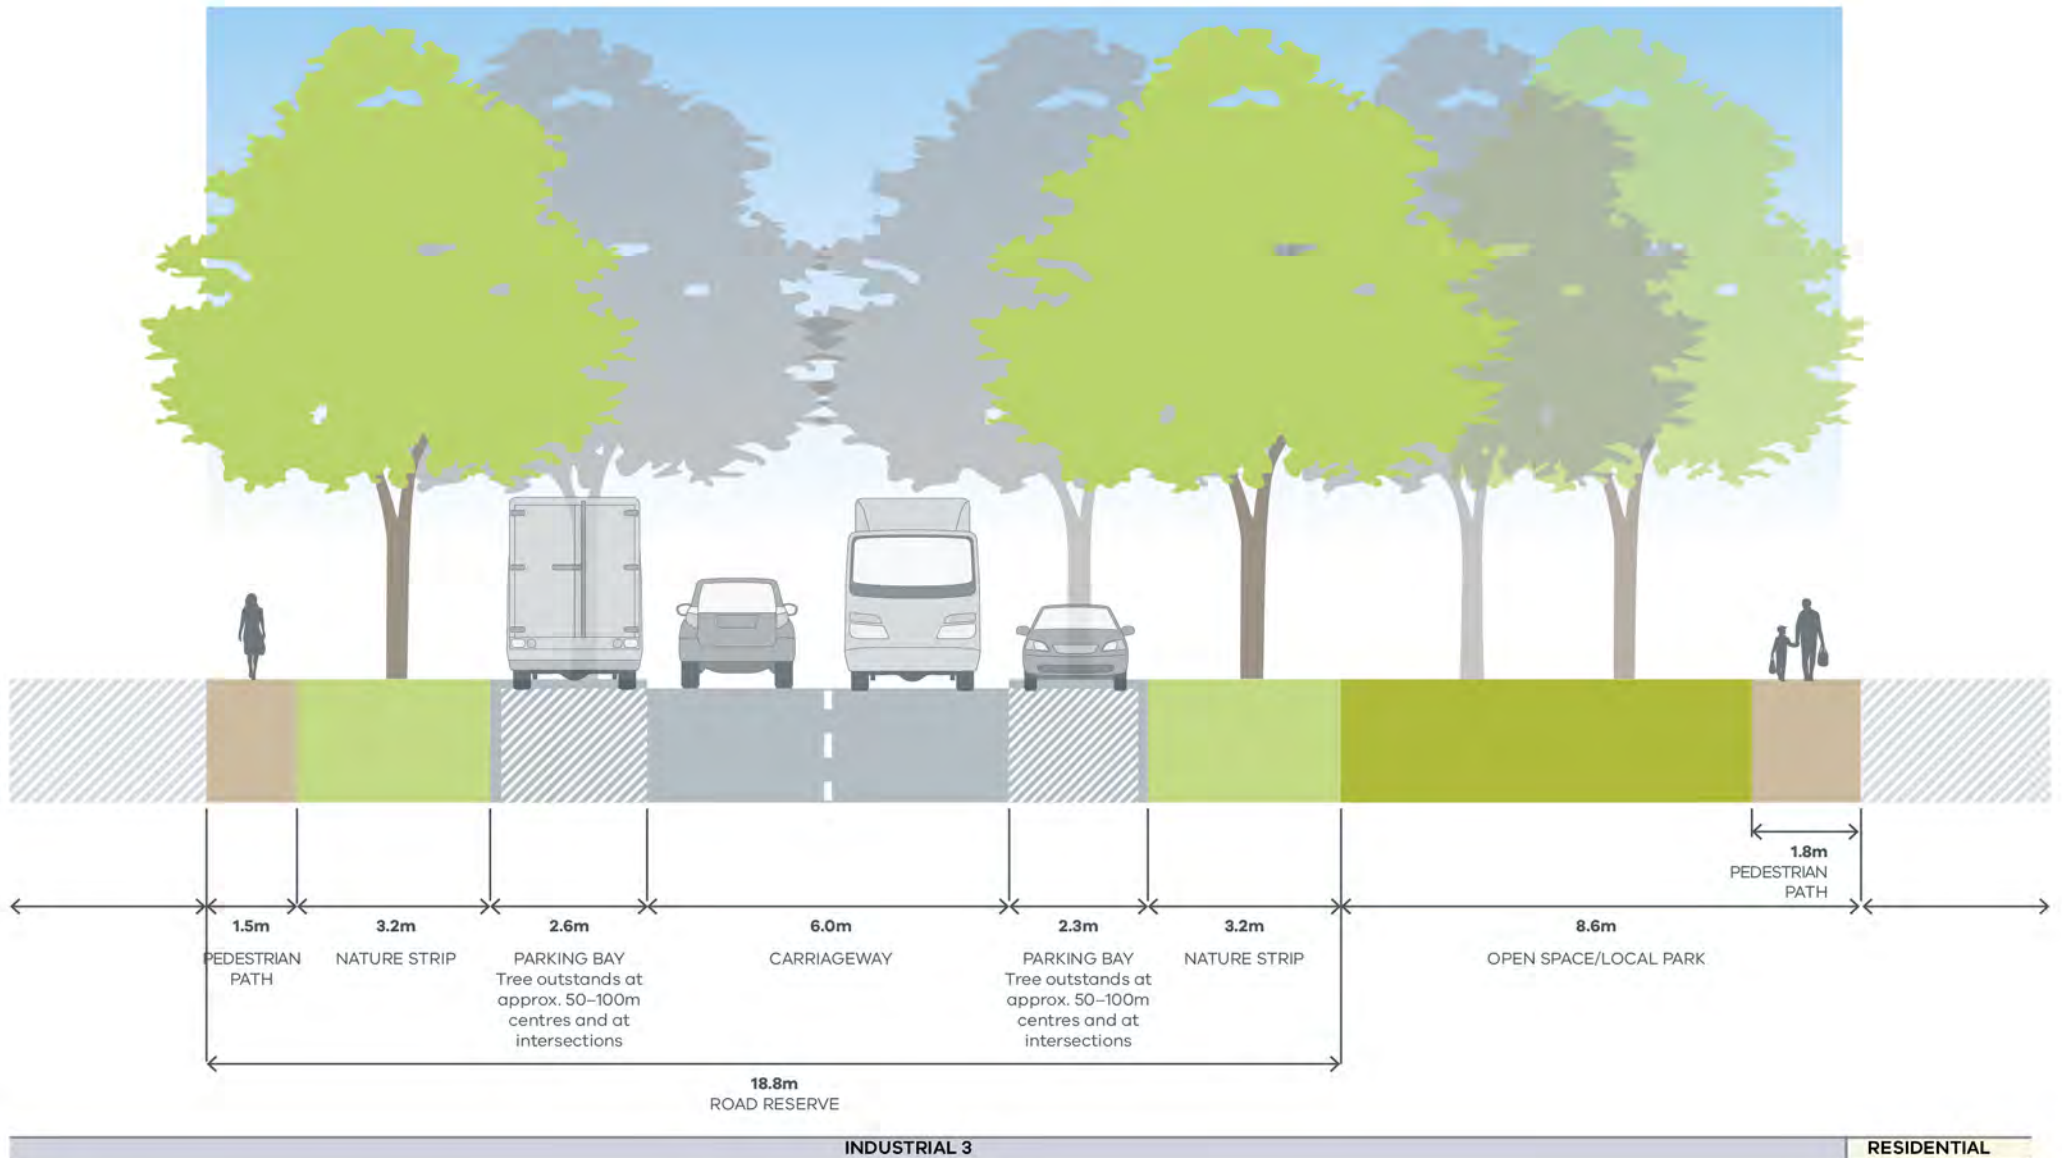 1.8m
PEDESTRIAN
PATH
1.5m
PEDESTRIAN
PATH
3.2m
NATURE STRIP
2.6m
PARKING BAY
Tree outstands at
approx. 50–100m
centres and at
intersections
6.0m
CARRIAGEWAY
2.3m
PARKING BAY
Tree outstands at
approx. 50–100m
centres and at
intersections
3.2m
NATURE STRIP
8.6m
OPEN SPACE/LOCAL PARK
18.8m
ROAD RESERVE
INDUSTRIAL 3
RESIDENTIAL